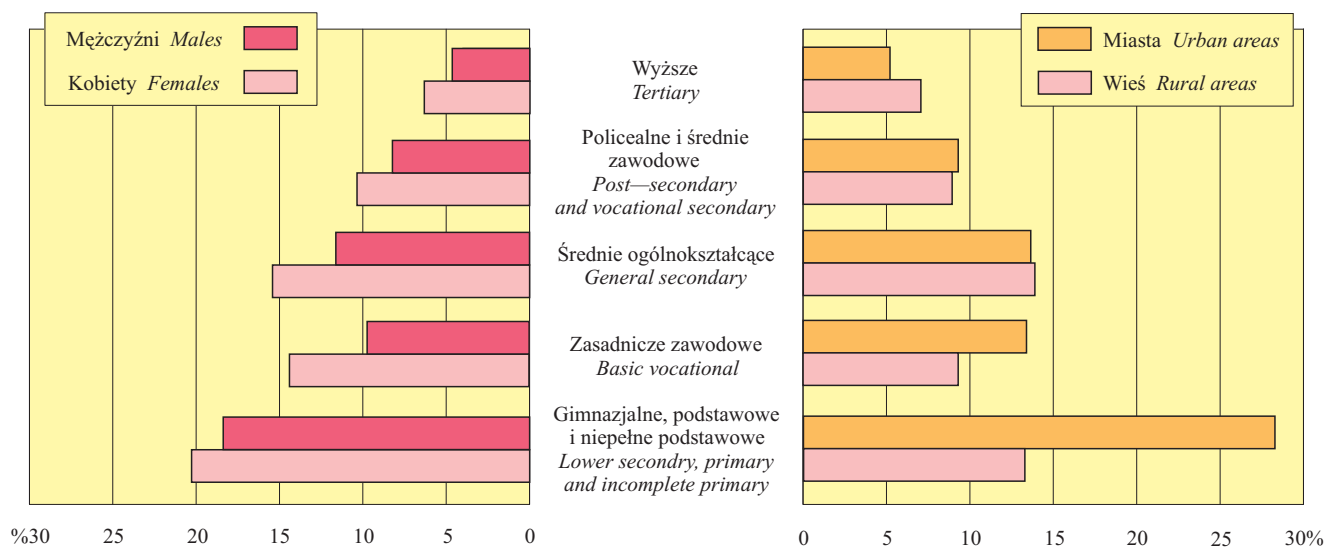 Mężczyźni Males
Kobiety Females
Miasta Urban areas
Wieś Rural areas
Wyższe
Tertiary
Policealne i średnie
zawodowe
Post—secondary
and vocational secondary
Średnie ogólnokształcące
General secondary
Zasadnicze zawodowe
Basic vocational
Gimnazjalne, podstawowe
i niepełne podstawowe
Lower secondry, primary
and incomplete primary
%30 25 20 15 10 5 0
0 5 10 15 20 25 30%